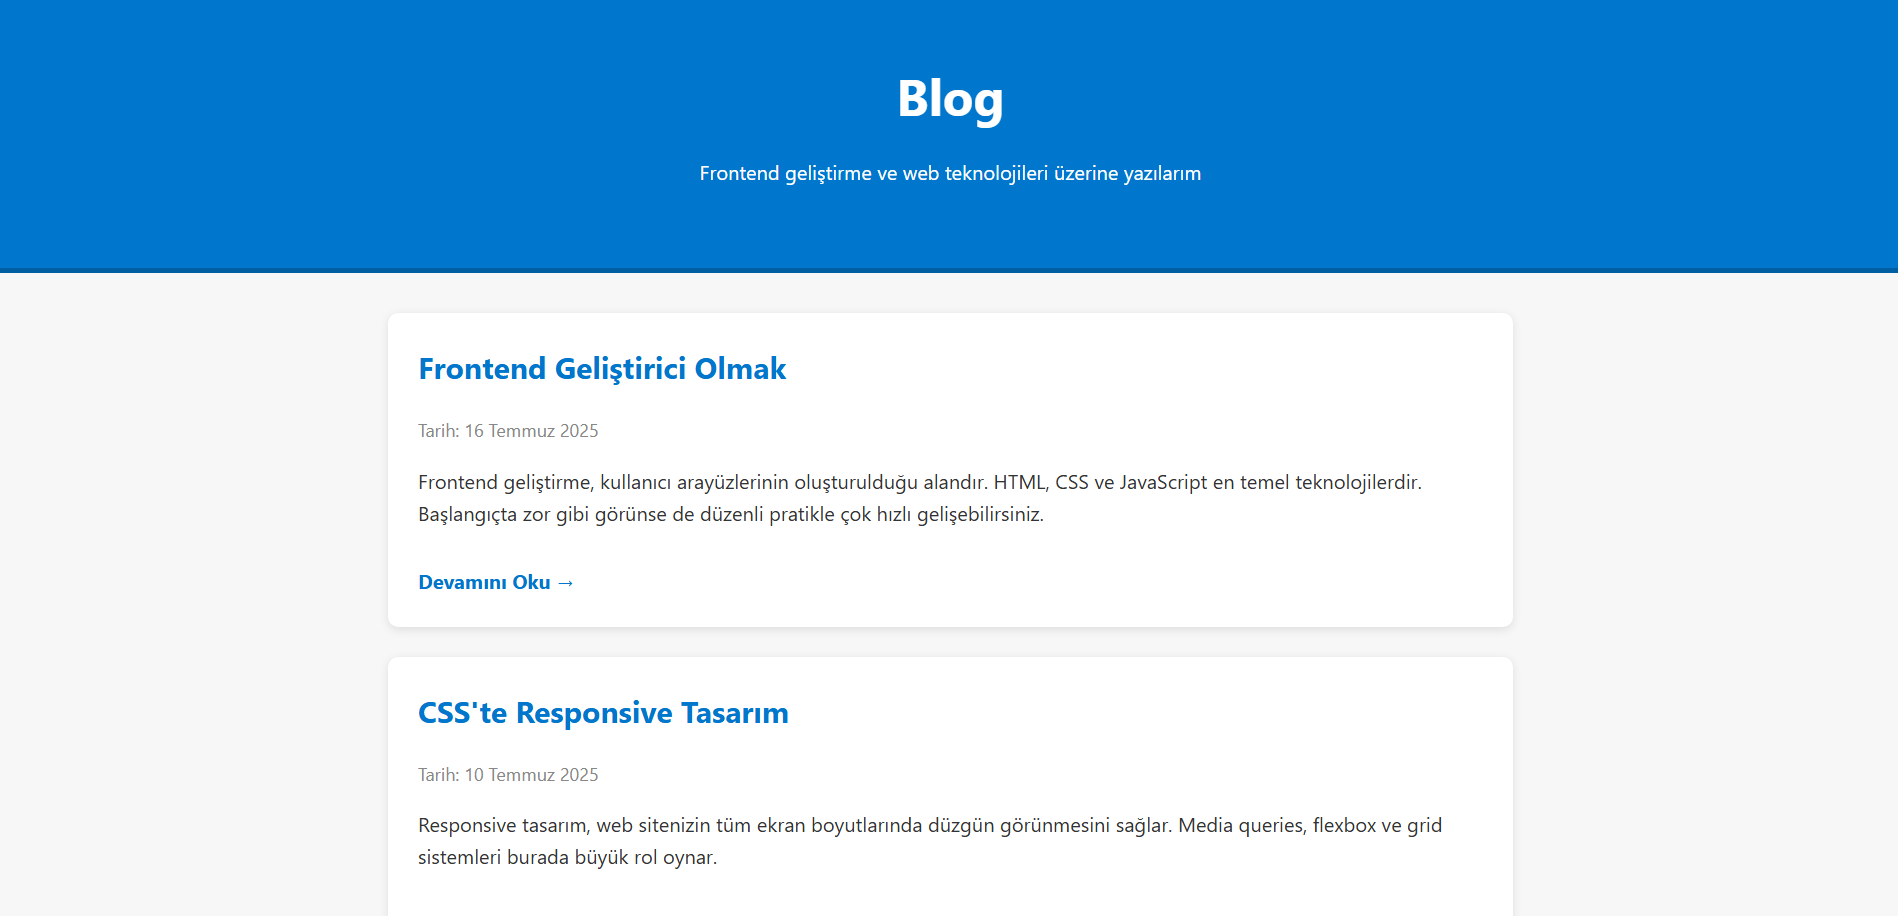 Blog
Frontend geliştirme ve web teknolojileri üzerine yazılarım
Frontend Geliştirici Olmak
Tarih: 16 Temmuz 2025
Frontend geliştirme, kullanıcı arayüzlerinin oluşturulduğu alandır. HTML, CSS ve JavaScript en temel teknolojilerdir.
Başlangıçta zor gibi görünse de düzenli pratikle çok hızlı gelişebilirsiniz.
Devamını Oku →
CSS'te Responsive Tasarım
Tarih: 10 Temmuz 2025
Responsive tasarım, web sitenizin tüm ekran boyutlarında düzgün görünmesini sağlar. Media queries, flexbox ve grid
sistemleri burada büyük rol oynar.